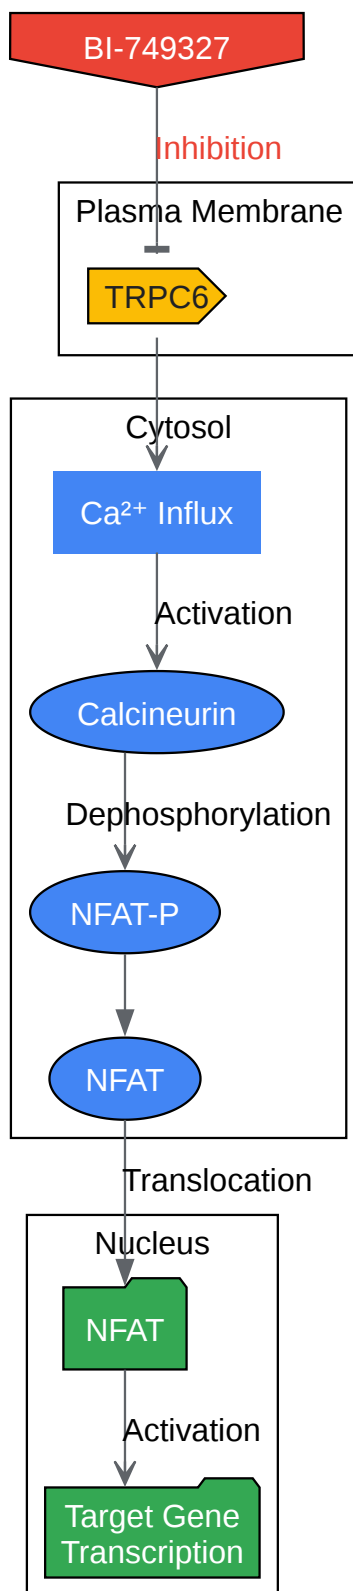 BI-749327
Inhibition
Plasma Membrane
TRPC6
Cytosol
Ca²⁺ Influx
Activation
Calcineurin
Dephosphorylation
NFAT-P
NFAT
Translocation
Nucleus
NFAT
Activation
Target Gene
Transcription